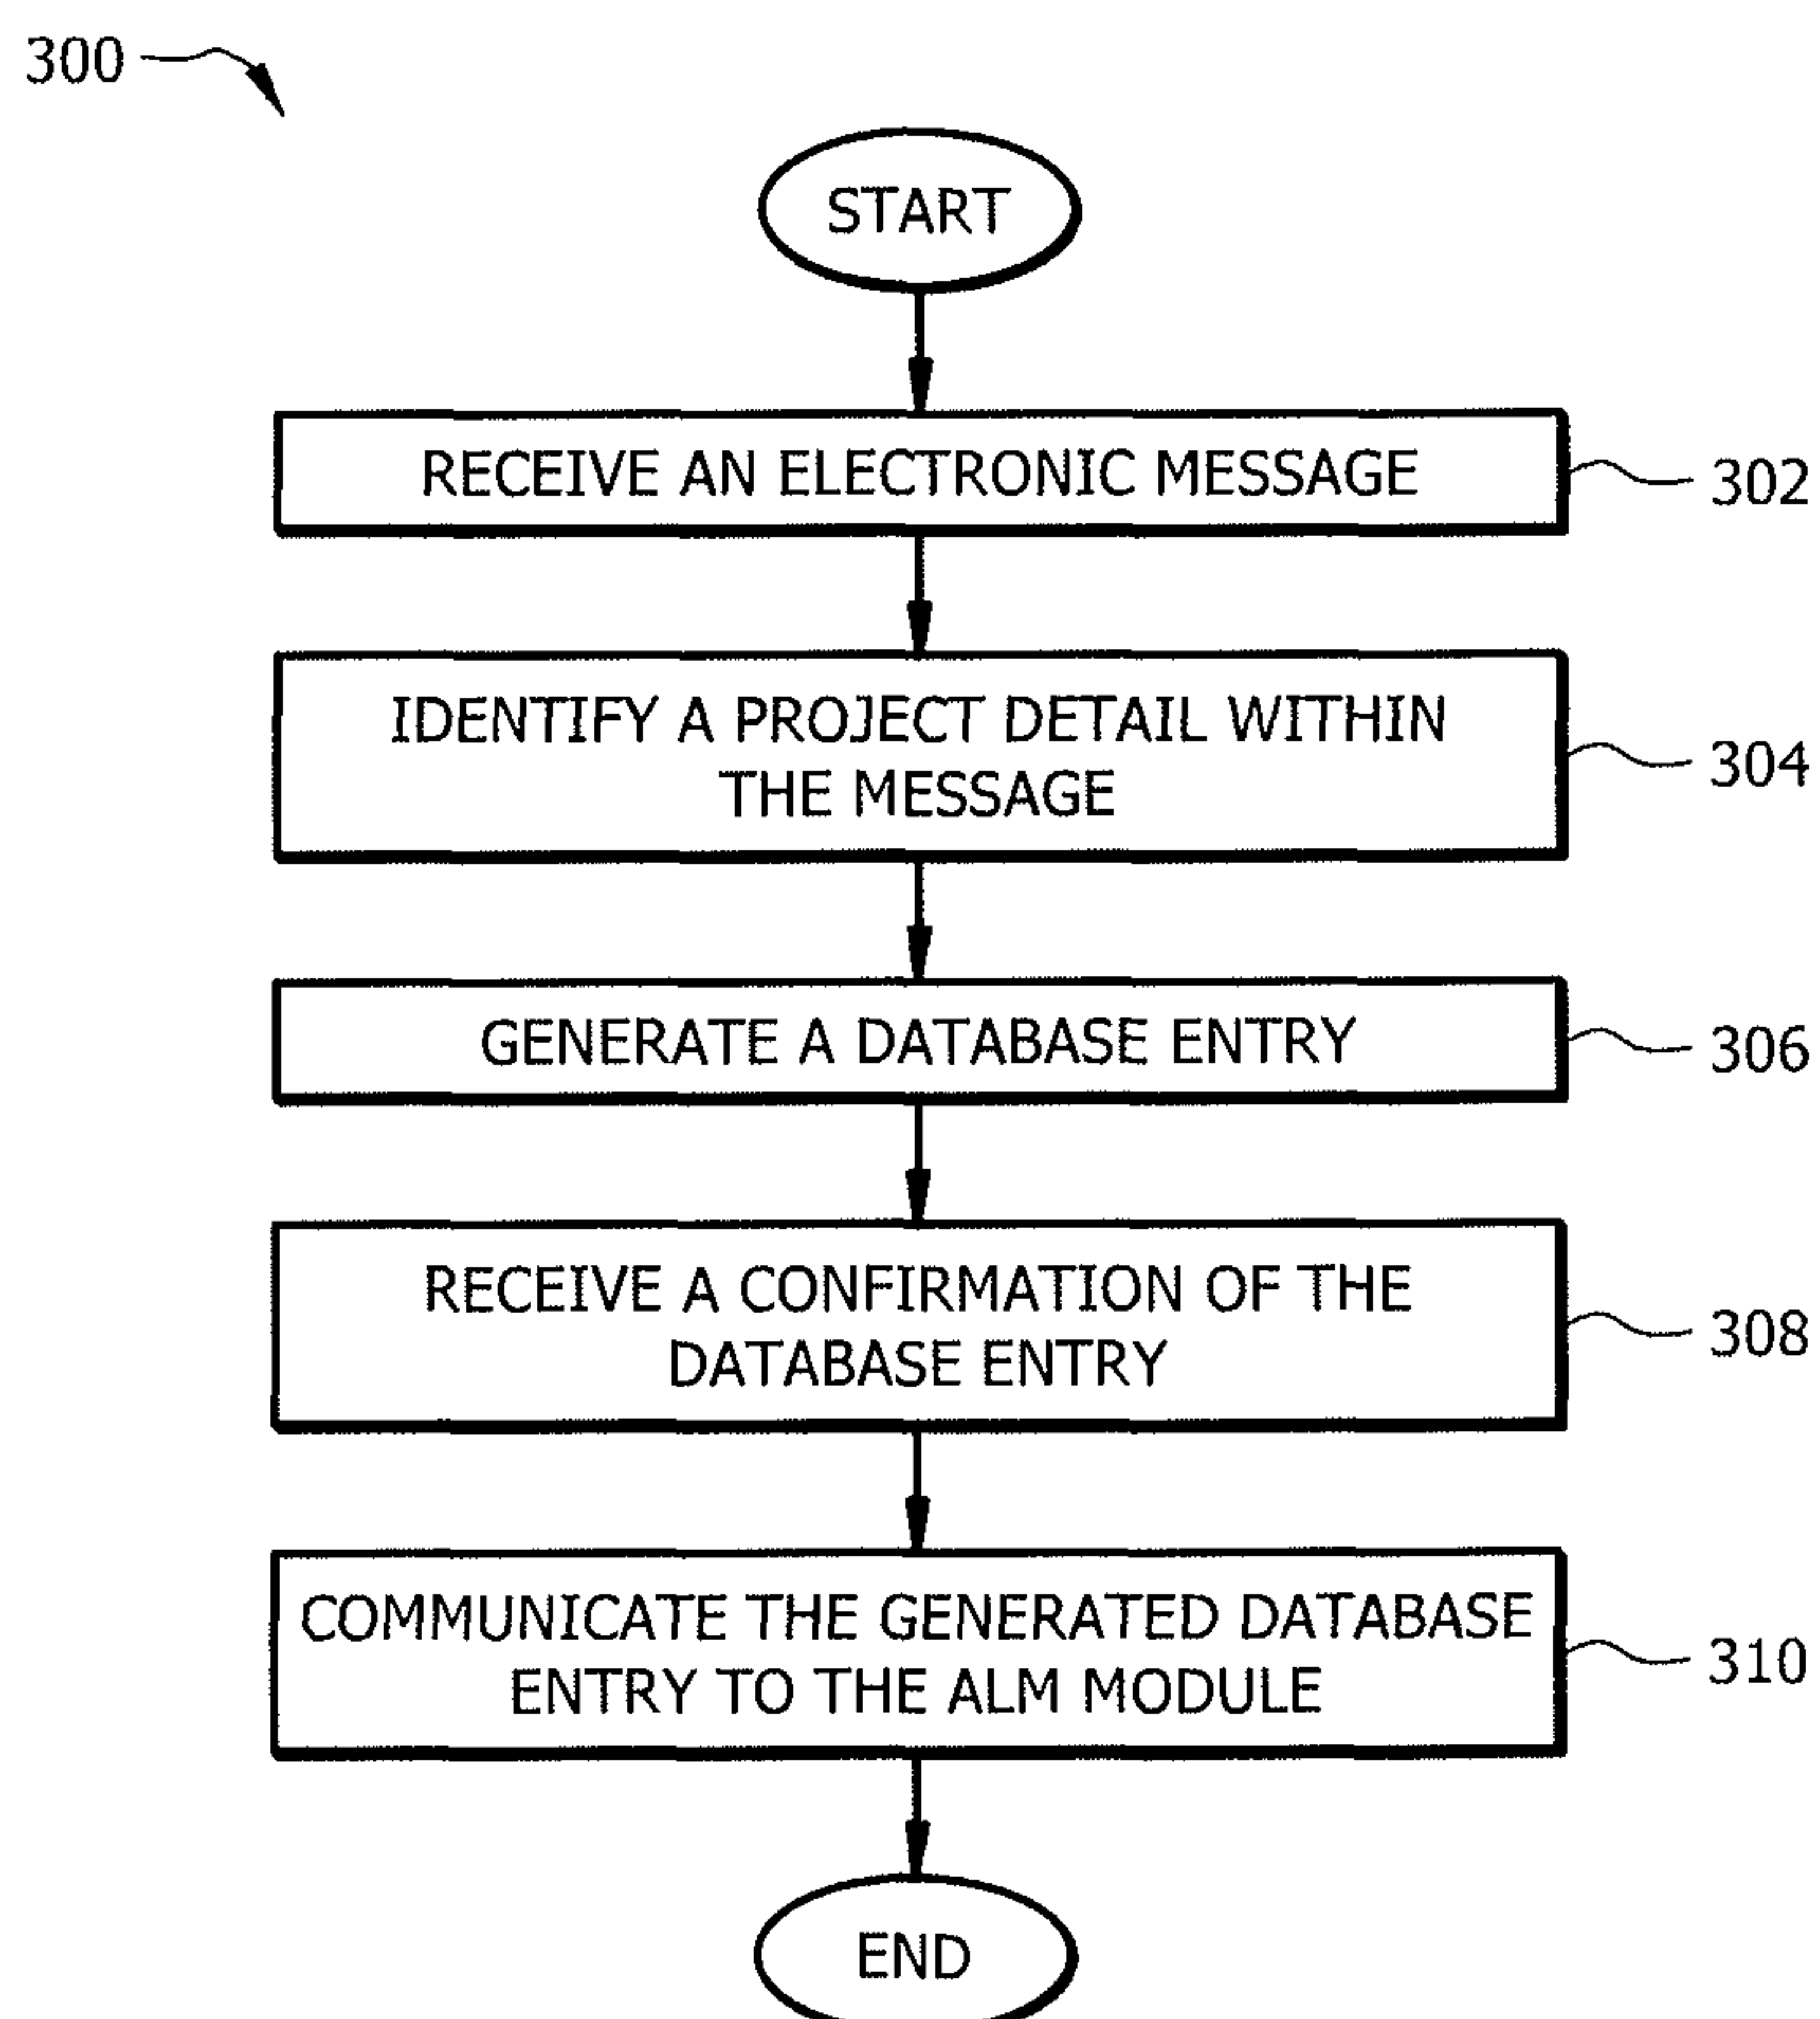 300
START
RECEIVE AN ELECTRONIC MESSAGE
302
IDENTIFY A PROJECT DETAIL WITHIN
THE MESSAGE
304
GENERATE A DATABASE ENTRY
306
RECEIVE A CONFIRMATION OF THE
DATABASE ENTRY
308
COMMUNICATE THE GENERATED DATABASE
ENTRY TO THE ALM MODULE
310
END